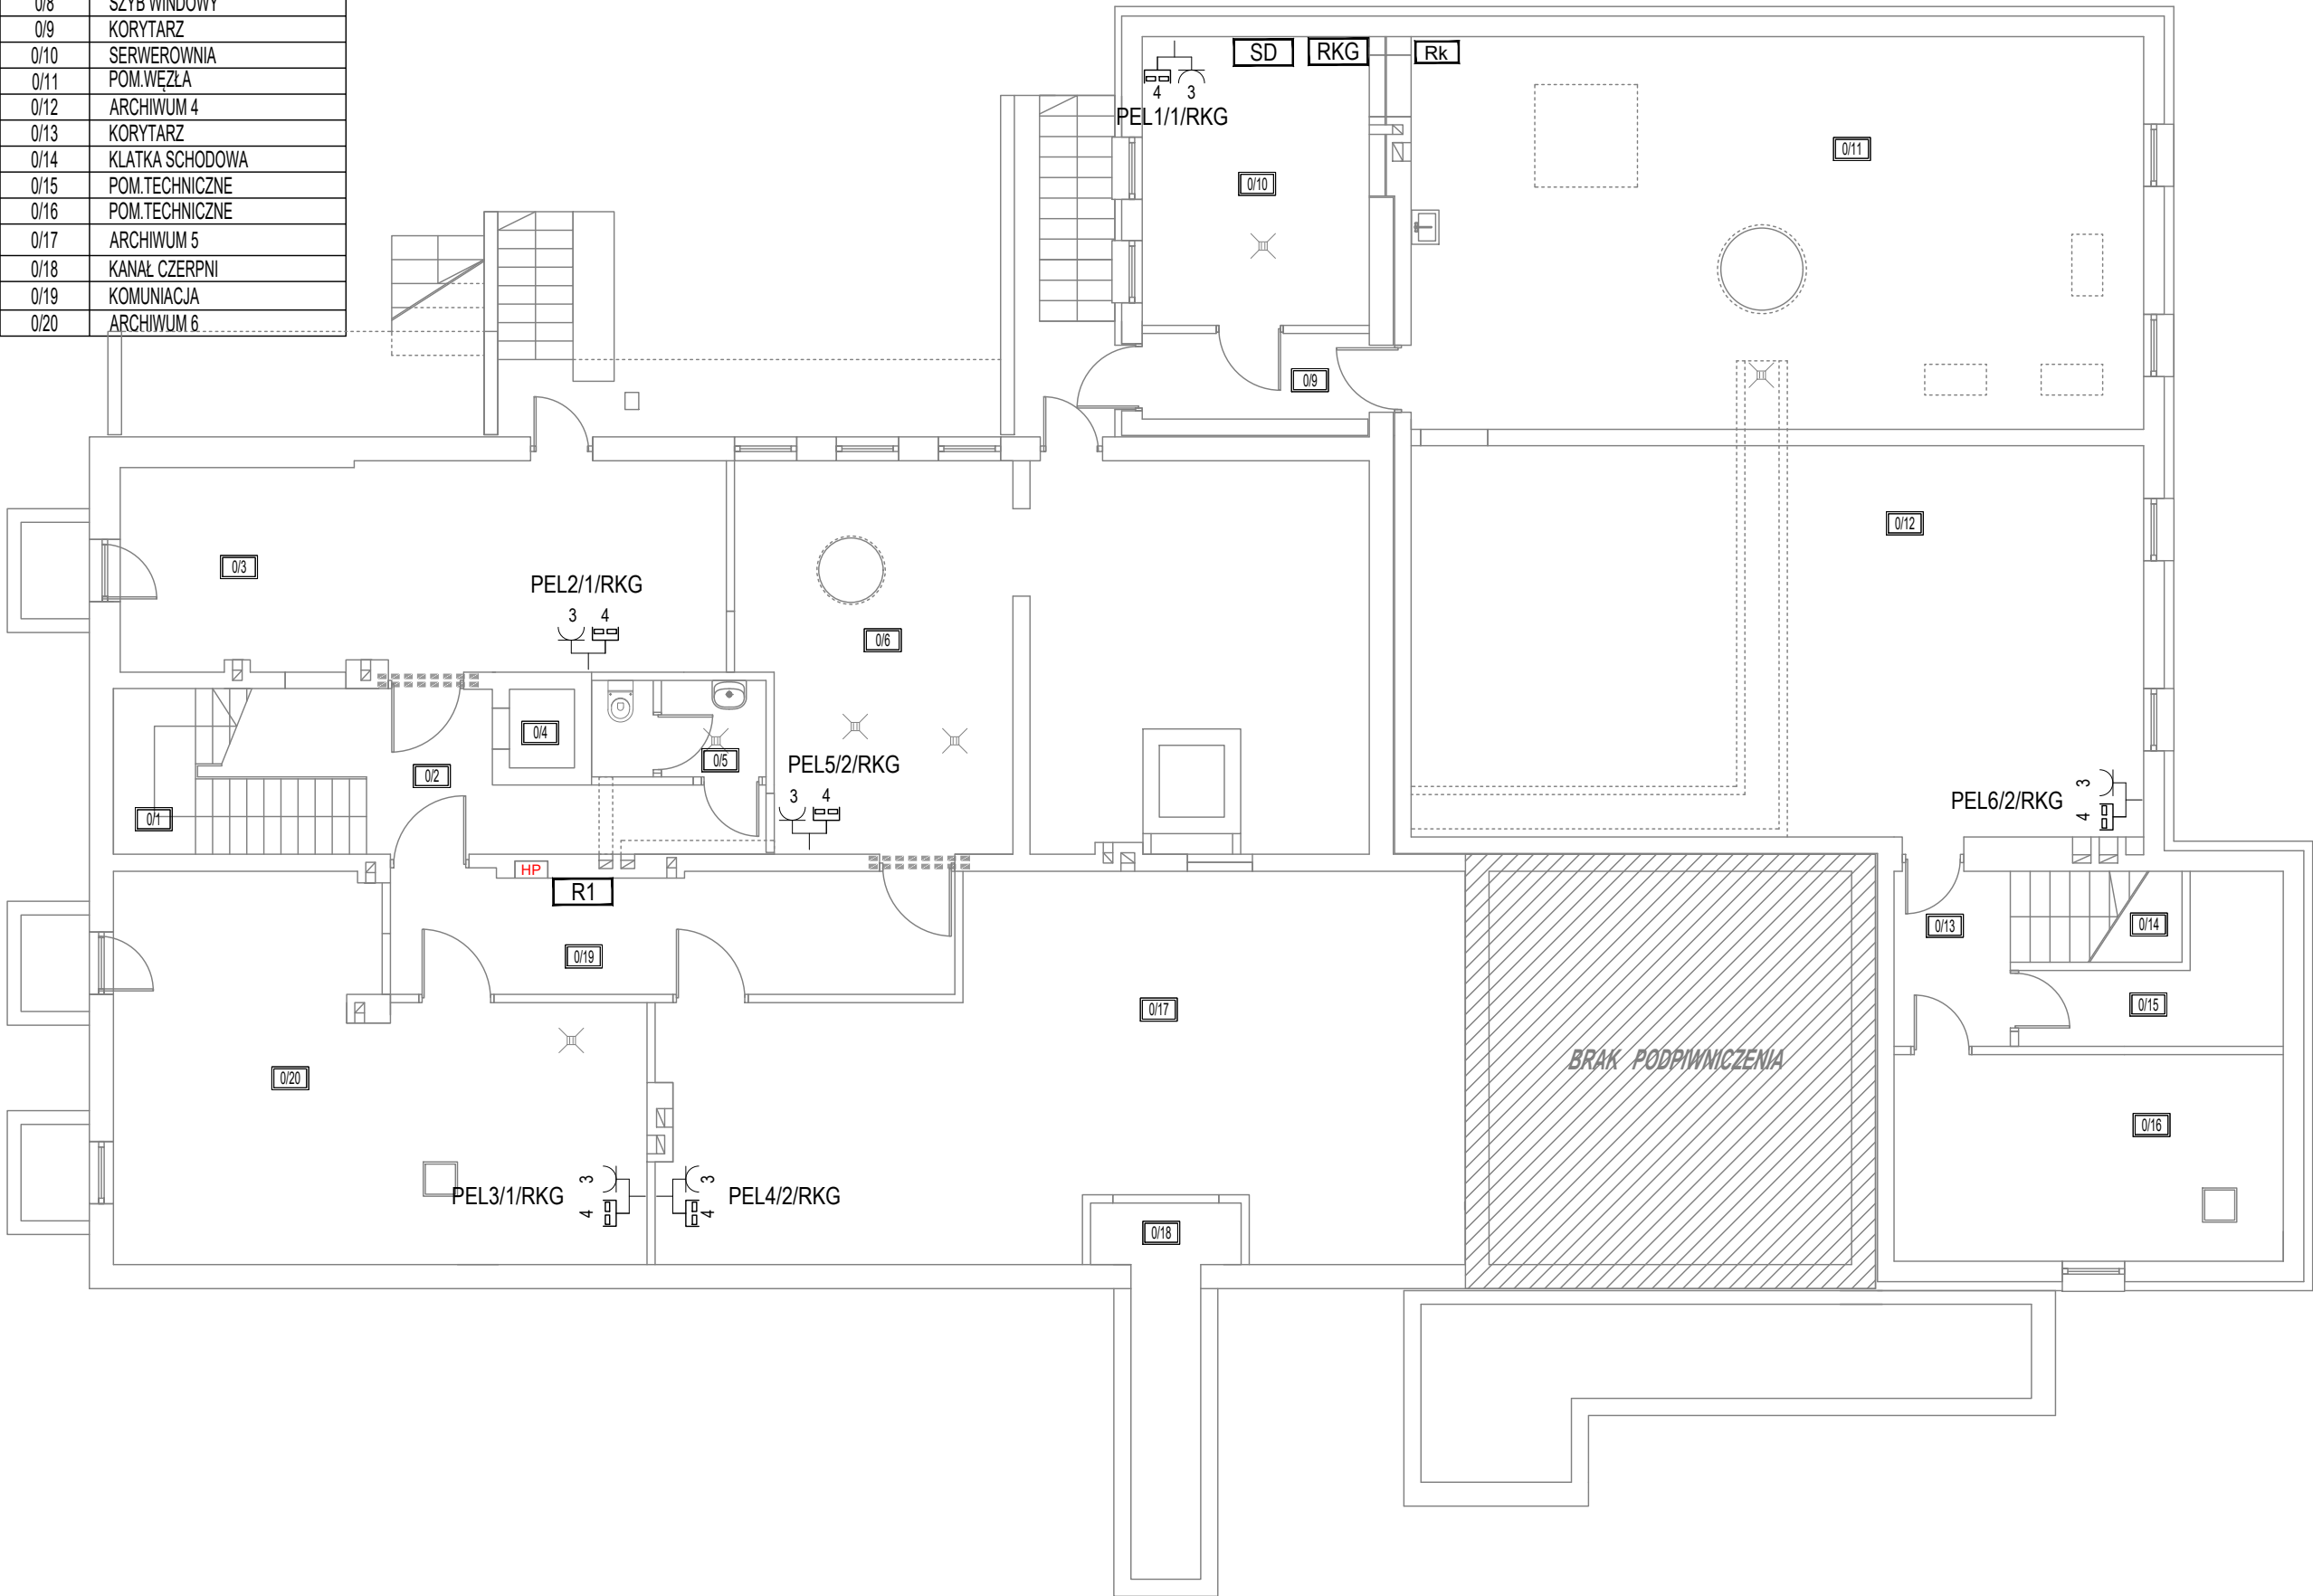 0/8 SZYB WINDOWY
0/9 KORYTARZ
0/10 SERWEROWNIA
0/11 POM.WĘZŁA
0/12 ARCHIWUM 4
0/13 KORYTARZ
0/14 KLATKA SCHODOWA
0/15 POM.TECHNICZNE
0/16 POM.TECHNICZNE
0/17 ARCHIWUM 5
0/18 KANAŁ CZERPNI
0/19 KOMUNIACJA
0/20 ARCHIWUM 6
SD RKG Rk
4 3
PEL1/1/RKG
0/11
0/10
0/9
0/12
0/3
PEL2/1/RKG
3 4
0/6
0/4
0/5
0/2
PEL5/2/RKG
3 4
0/1
PEL6/2/RKG
3
4
HP
R1
0/19
0/13
0/14
0/15
0/17
BRAK PODPIWNICZENIA
0/20
0/16
PEL3/1/RKG
3
4
3
4
PEL4/2/RKG
0/18